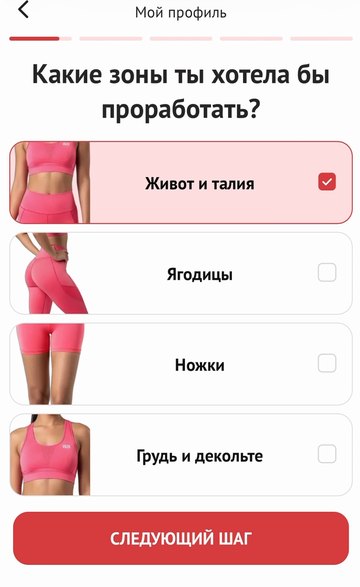 Мой профиль
Какие зоны ты хотела бы
проработать?
Живот и талия
Ягодицы
Ножки
Грудь и декольте
СЛЕДУЮЩИЙ ШАГ